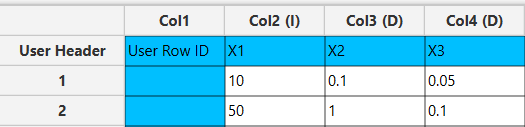 Col1 Col2 (I) Col3 (D) Col4 (D)
User Header User Row ID X1 X2 X3
1 10 0.1 0.05
2 50 1 0.1